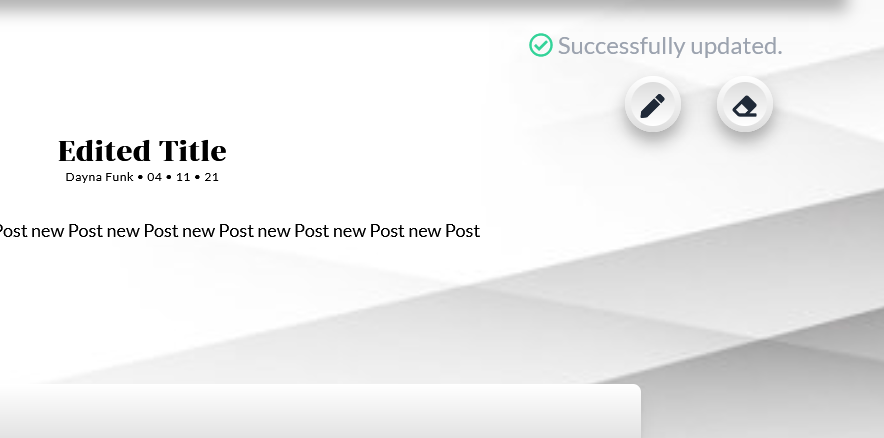 Successfully updated.
Edited Title
Dayna Funk • 04 • 11 • 21
Post new Post new Post new Post new Post new Post new Post